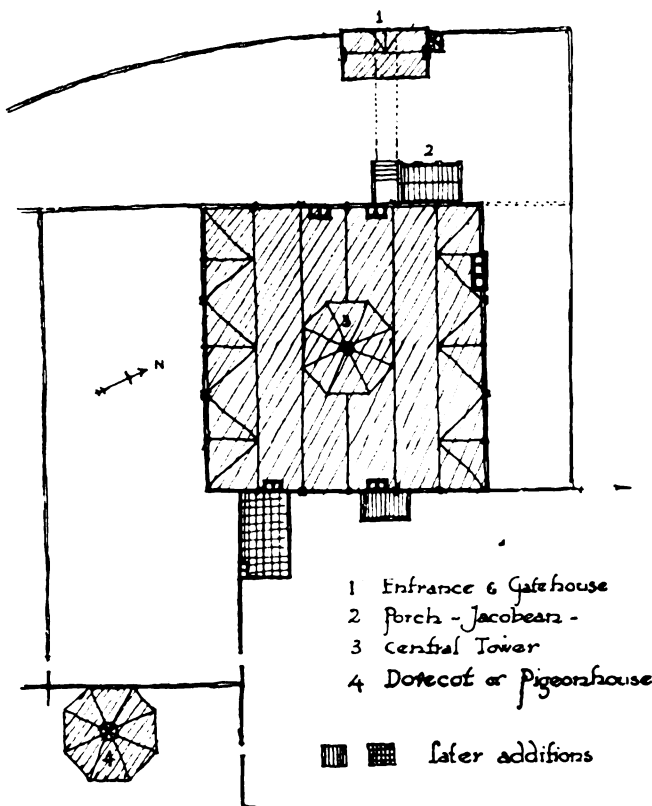 1
2
3
N
4
1 Entrance & Gatehouse
2 Porch - Jacobean -
3 Central Tower
4 Dovecot or Pigeonhouse
later additions